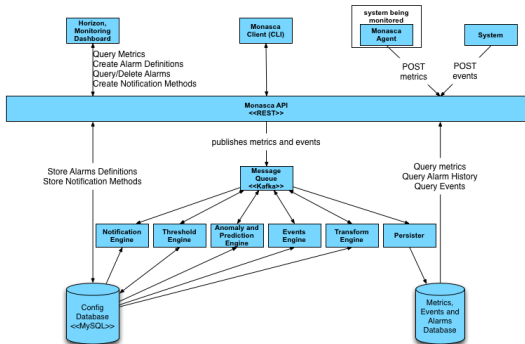 Horizon,
Monitoring
Dashboard
Monasca
Client (CLI)
system being
monitored
Monasca
Agent
System
Query Metrics
Create Alarm Definitions
Query/Delete Alarms
Create Notification Methods
POST
metrics
POST
events
Monasca API
<<REST>>
publishes metrics and events
Store Alarms Definitions
Store Notification Methods
Message
Queue
<<Kafka>>
Query metrics
Query Alarm History
Query Events
Notification
Engine
Threshold
Engine
Anomaly and
Prediction
Engine
Events
Engine
Transform
Engine
Persister
Config
Database
<<MySQL>>
Metrics,
Events and
Alarms
Database